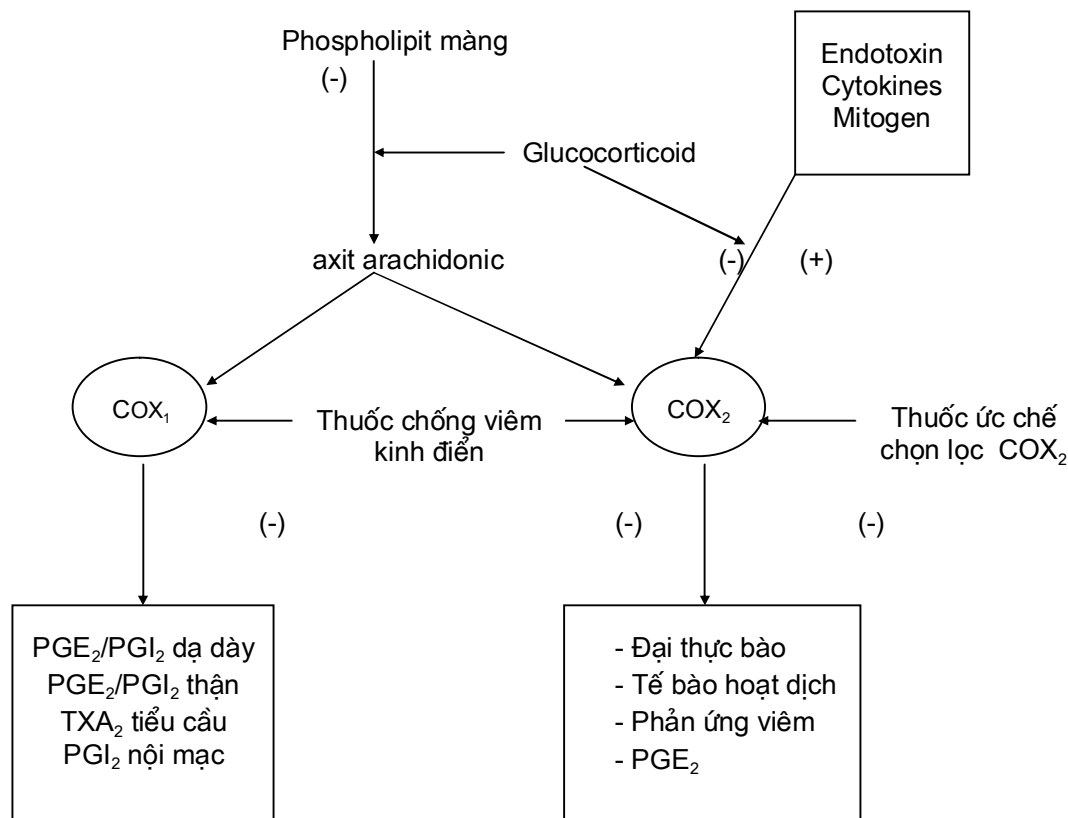 Phospholipit màng
(-)
Endotoxin
Cytokines
Mitogen
Glucocorticoid
axit arachidonic
(-)
(+)
COX₁
Thuốc chống viêm
kinh điển
COX₂
Thuốc ức chế
chọn lọc COX₂
(-)
(-)
(-)
PGE₂/PGI₂ dạ dày
PGE₂/PGI₂ thận
TXA₂ tiểu cầu
PGI₂ nội mạc
- Đại thực bào
- Tế bào hoạt dịch
- Phản ứng viêm
- PGE₂